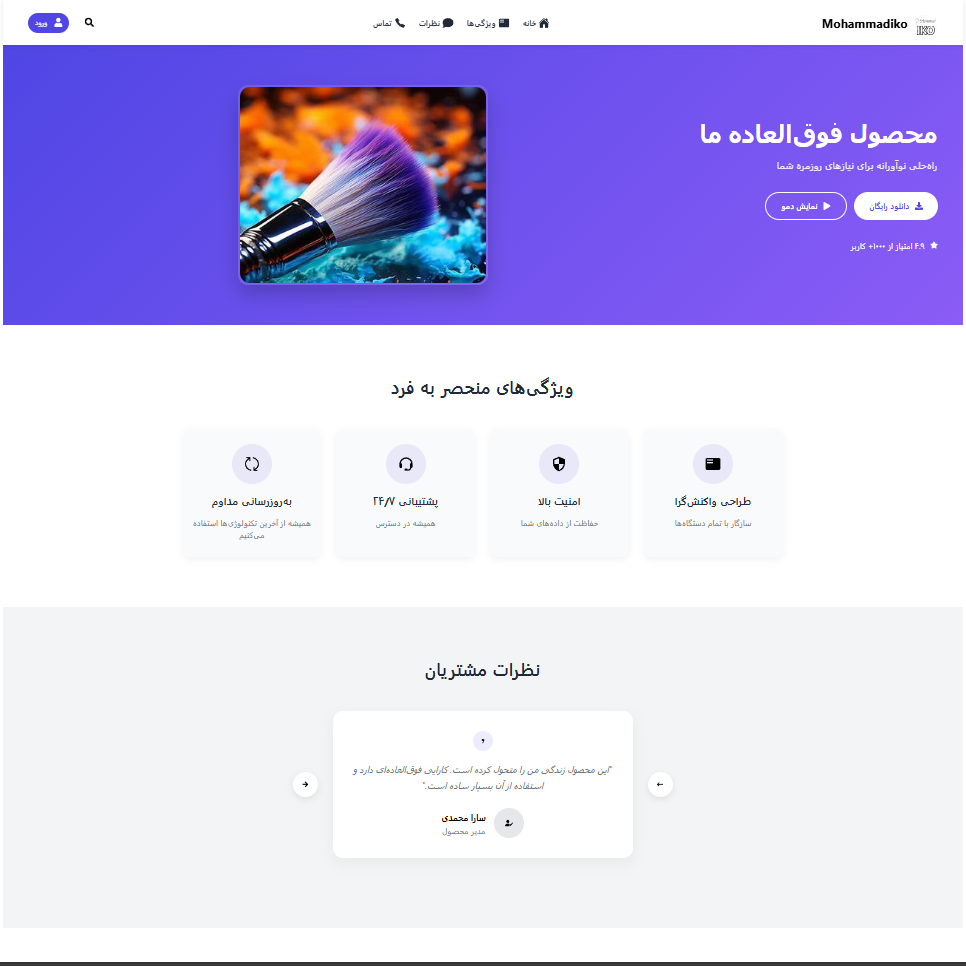 IKO
Mohammadiko
خانه
ویژگی‌ها
نظرات
تماس
ورود
محصول فوق‌العاده ما
راه‌حلی نوآورانه برای نیازهای روزمره شما
دانلود رایگان
نمایش دمو
۴.۹ امتیاز از ۱۰۰۰+ کاربر
ویژگی‌های منحصر به فرد
طراحی واکنش‌گرا
سازگار با تمام دستگاه‌ها
امنیت بالا
حفاظت از داده‌های شما
پشتیبانی ۲۴/۷
همیشه در دسترس
به‌روزرسانی مداوم
همیشه از آخرین تکنولوژی‌ها استفاده
می‌کنیم
نظرات مشتریان
"این محصول زندگی من را متحول کرده است. کارایی فوق‌العاده‌ای دارد و
استفاده از آن بسیار ساده است."
سارا محمدی
مدیر محصول